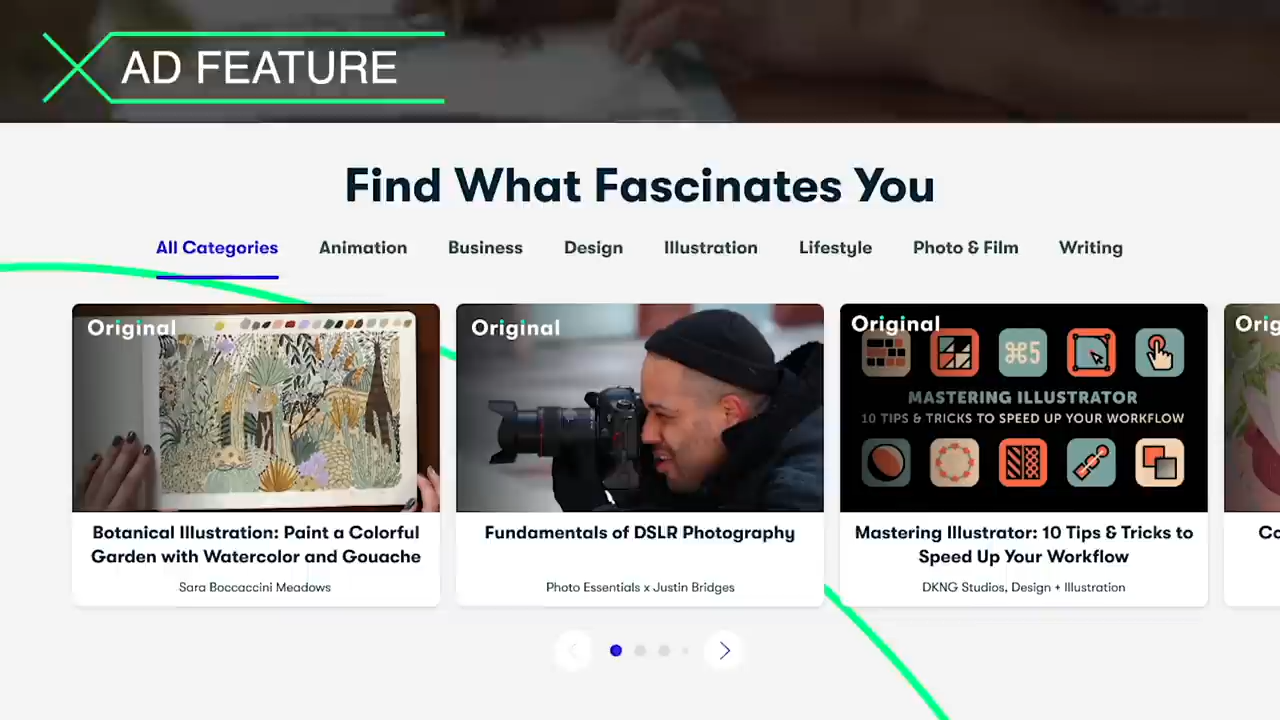 AD FEATURE
Find What Fascinates You
All Categories Animation Business Design Illustration Lifestyle Photo & Film Writing
Original
Original
Original
⌘5
MASTERING ILLUSTRATOR
10 TIPS & TRICKS TO SPEED UP YOUR WORKFLOW
Botanical Illustration: Paint a Colorful
Garden with Watercolor and Gouache
Sara Boccaccini Meadows
Fundamentals of DSLR Photography
Photo Essentials x Justin Bridges
Mastering Illustrator: 10 Tips & Tricks to
Speed Up Your Workflow
DKNG Studios, Design + Illustration